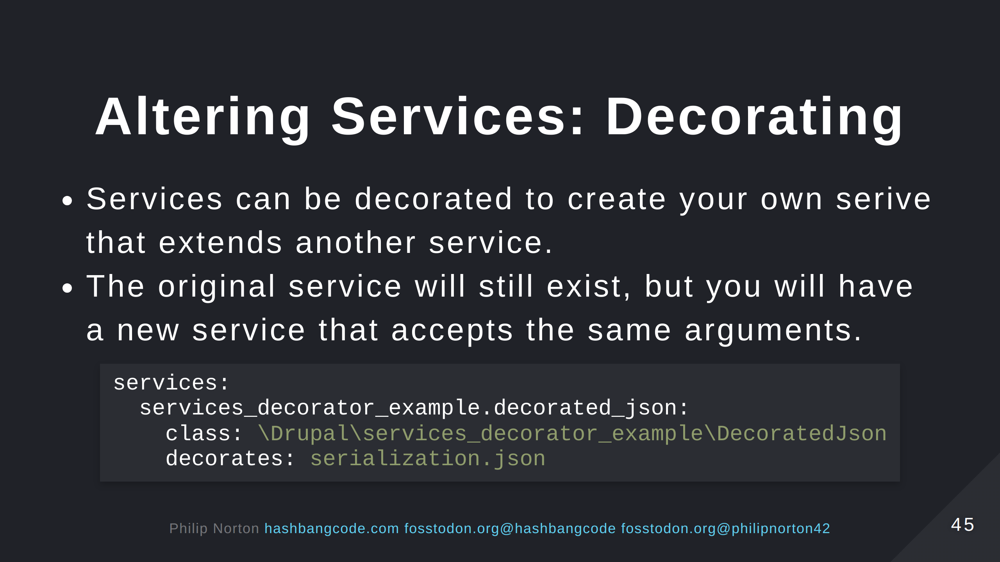 Altering Services: Decorating
• Services can be decorated to create your own serive
that extends another service.
• The original service will still exist, but you will have
a new service that accepts the same arguments.
services:
  services_decorator_example.decorated_json:
    class: \Drupal\services_decorator_example\DecoratedJson
    decorates: serialization.json
Philip Norton hashbangcode.com fosstodon.org@hashbangcode fosstodon.org@philipnorton42
45